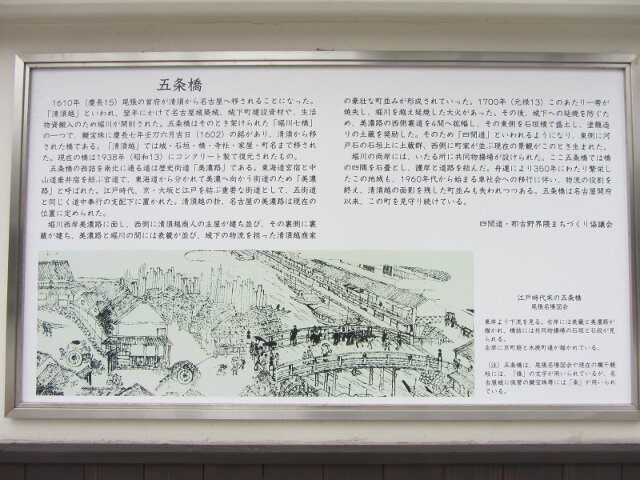 五条橋
1610年（慶長15）尾張の首府が清須から名古屋へ移されることになった。
「清須越」といわれ、翌年にかけて名古屋城築城、城下町建設資材や、生活
物資搬入のため堀川が開削された。五条橋はそのとき架けられた「堀川七橋」
の一つで、擬宝珠に慶長七年壬刀六月吉日（1602）の銘があり、清須から移
された橋である。「清須越」では城・石垣・橋・寺社・家屋・町名まで移され
た。現在の橋は1938年（昭和13）にコンクリート製で復元されたもの。
五条橋の西詰を南北に通る道は歴史街道「美濃路」である。東海道宮宿と中
山道垂井宿を結ぶ道で、東海道から分かれて美濃へ向かう街道のため「美濃
路」と呼ばれた。江戸時代、京・大坂と江戸を結ぶ重要な街道として、五街道
と同じく道中奉行の支配下に置かれた。清須越の折、名古屋の美濃路は現在の
位置に定められた。
堀川西岸美濃路に面し、西側に清須越商人の主屋が建ち並び、その裏側に裏
蔵が建ち、美濃路と堀川の間には表蔵が並び、城下の物流を担った清須越商家
の豪壮な町並みが形成されていった。1700年（元禄13）このあたり一帯が
焼失し、堀川を越え延焼した大火があった。その後、城下への延焼を防ぐた
め、美濃路の西側裏道を4間へ拡幅し、その東側を石垣積で盛土し、塗籠造
りの土蔵を奨励した。そのため「四間道」といわれるようになり、東側に河
戸石の石垣上に土蔵群、西側に町家が並ぶ現在の景観がこのとき生まれた。
堀川の両岸には、いたる所に共同物揚場が設けられた。ここ五条橋では橋
の四隅を石畳とし、護岸と道路を結んだ。舟運により350年にわたり繁栄し
たこの地域も、1960年代から始まる車社会への移行に伴い、物流の役割を
終え、清須越の面影を残した町並みも失われつつある。五条橋は名古屋開府
以来、この町を見守り続けている。
四間道・那古野界隈まちづくり協議会
江戸時代末の五条橋
尾張名陽図会
東岸より下流を見る。右岸には表蔵と美濃路が
描かれ、橋詰には共同物揚場の石垣と石段が見
られる。
左岸に京町路と木挽町通が描かれている。
（注）五条橋は、尾張名陽図会や現在の欄干親
柱には、「條」の文字が用いられているが、名
古屋城に保管の擬宝珠等には「条」が用いられ
ている。